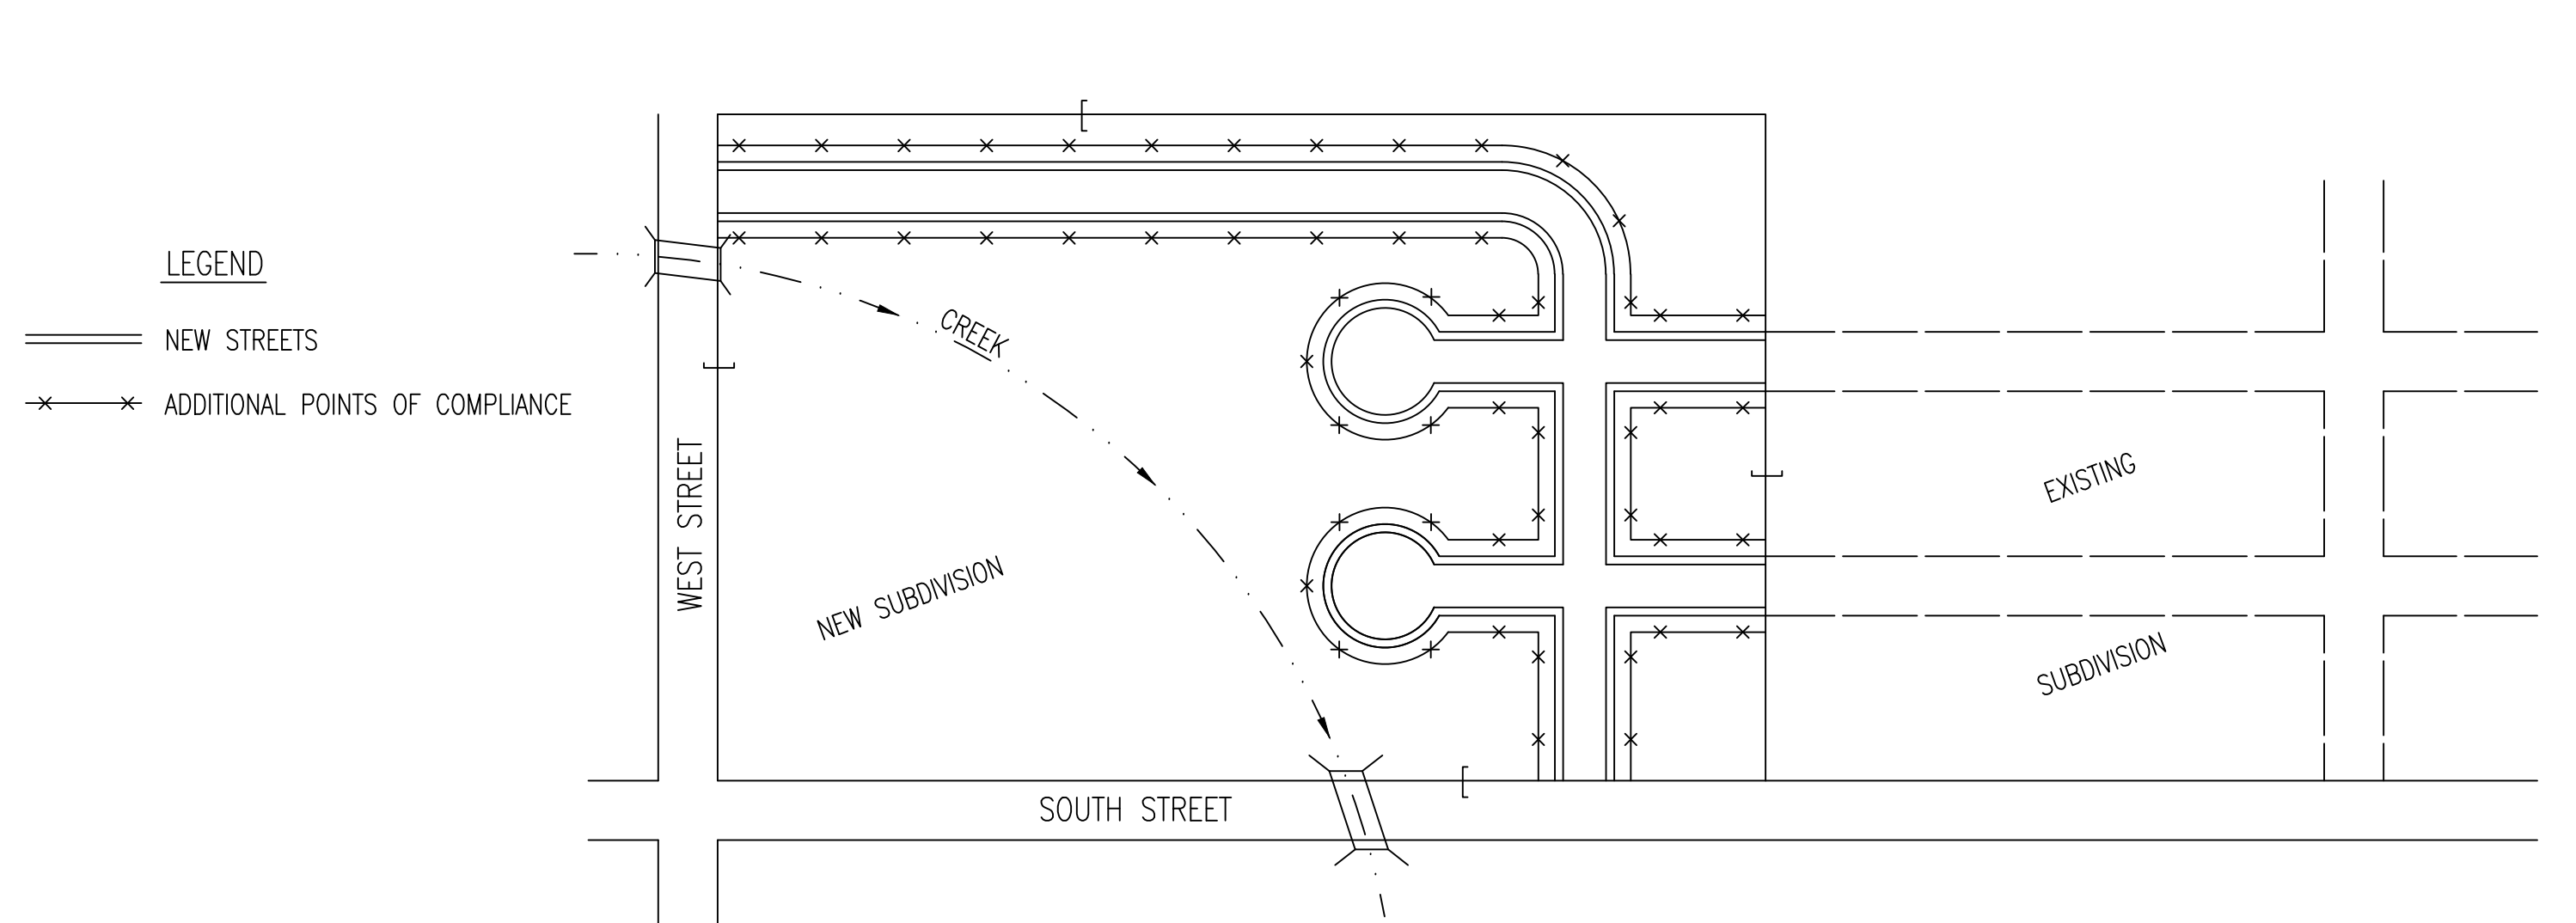 LEGEND
NEW STREETS
ADDITIONAL POINTS OF COMPLIANCE
CREEK
WEST STREET
NEW SUBDIVISION
SOUTH STREET
EXISTING
SUBDIVISION